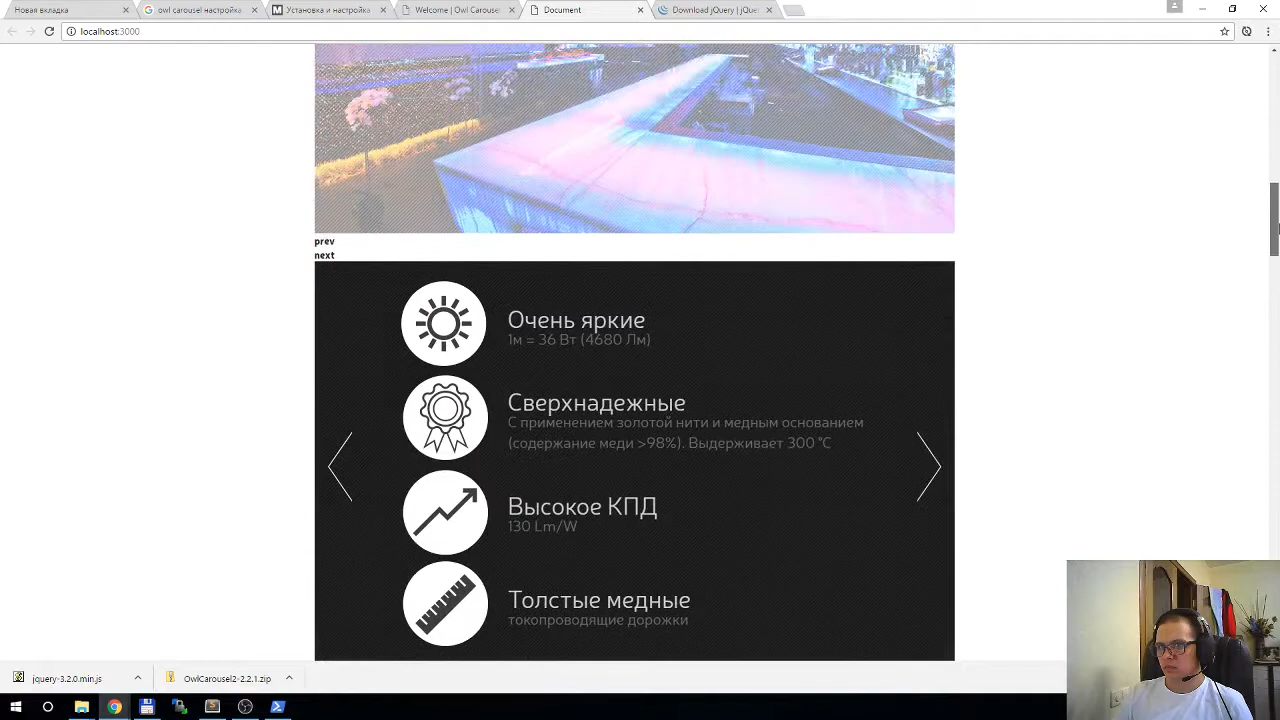 Новая вкладка
owl carousel настройка
Установка и настройка
Welcome | Owl Carouse
Document
Download jQuery | jQue
localhost:3000
prev
next
Очень яркие
1м = 36 Вт (4680 Лм)
Сверхнадежные
С применением золотой нити и медным основанием
(содержание меди >98%). Выдерживает 300 °С
Высокое КПД
130 Lm/W
Толстые медные
токопроводящие дорожки
jquery-3.2.0.min.js
OwlCarousel2-2.2.1.zip